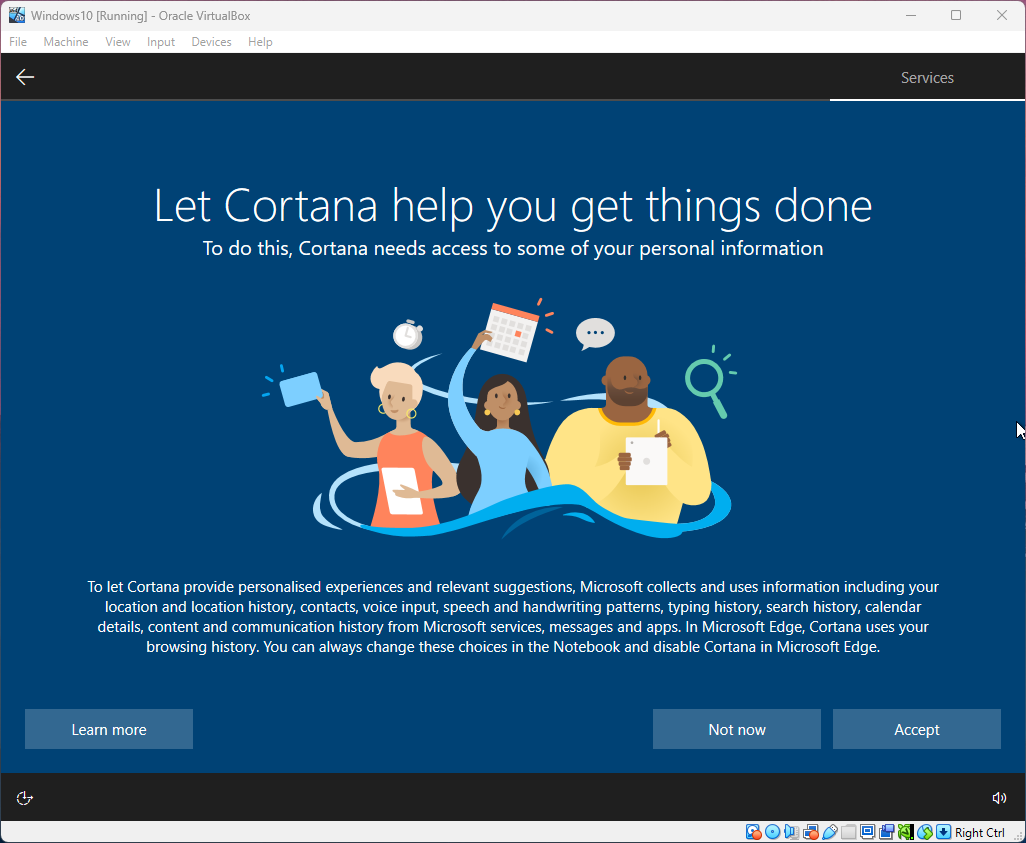 Windows10 [Running] - Oracle VirtualBox
File Machine View Input Devices Help
Services
Let Cortana help you get things done
To do this, Cortana needs access to some of your personal information
To let Cortana provide personalised experiences and relevant suggestions, Microsoft collects and uses information including your
location and location history, contacts, voice input, speech and handwriting patterns, typing history, search history, calendar
details, content and communication history from Microsoft services, messages and apps. In Microsoft Edge, Cortana uses your
browsing history. You can always change these choices in the Notebook and disable Cortana in Microsoft Edge.
Learn more Not now Accept
Right Ctrl